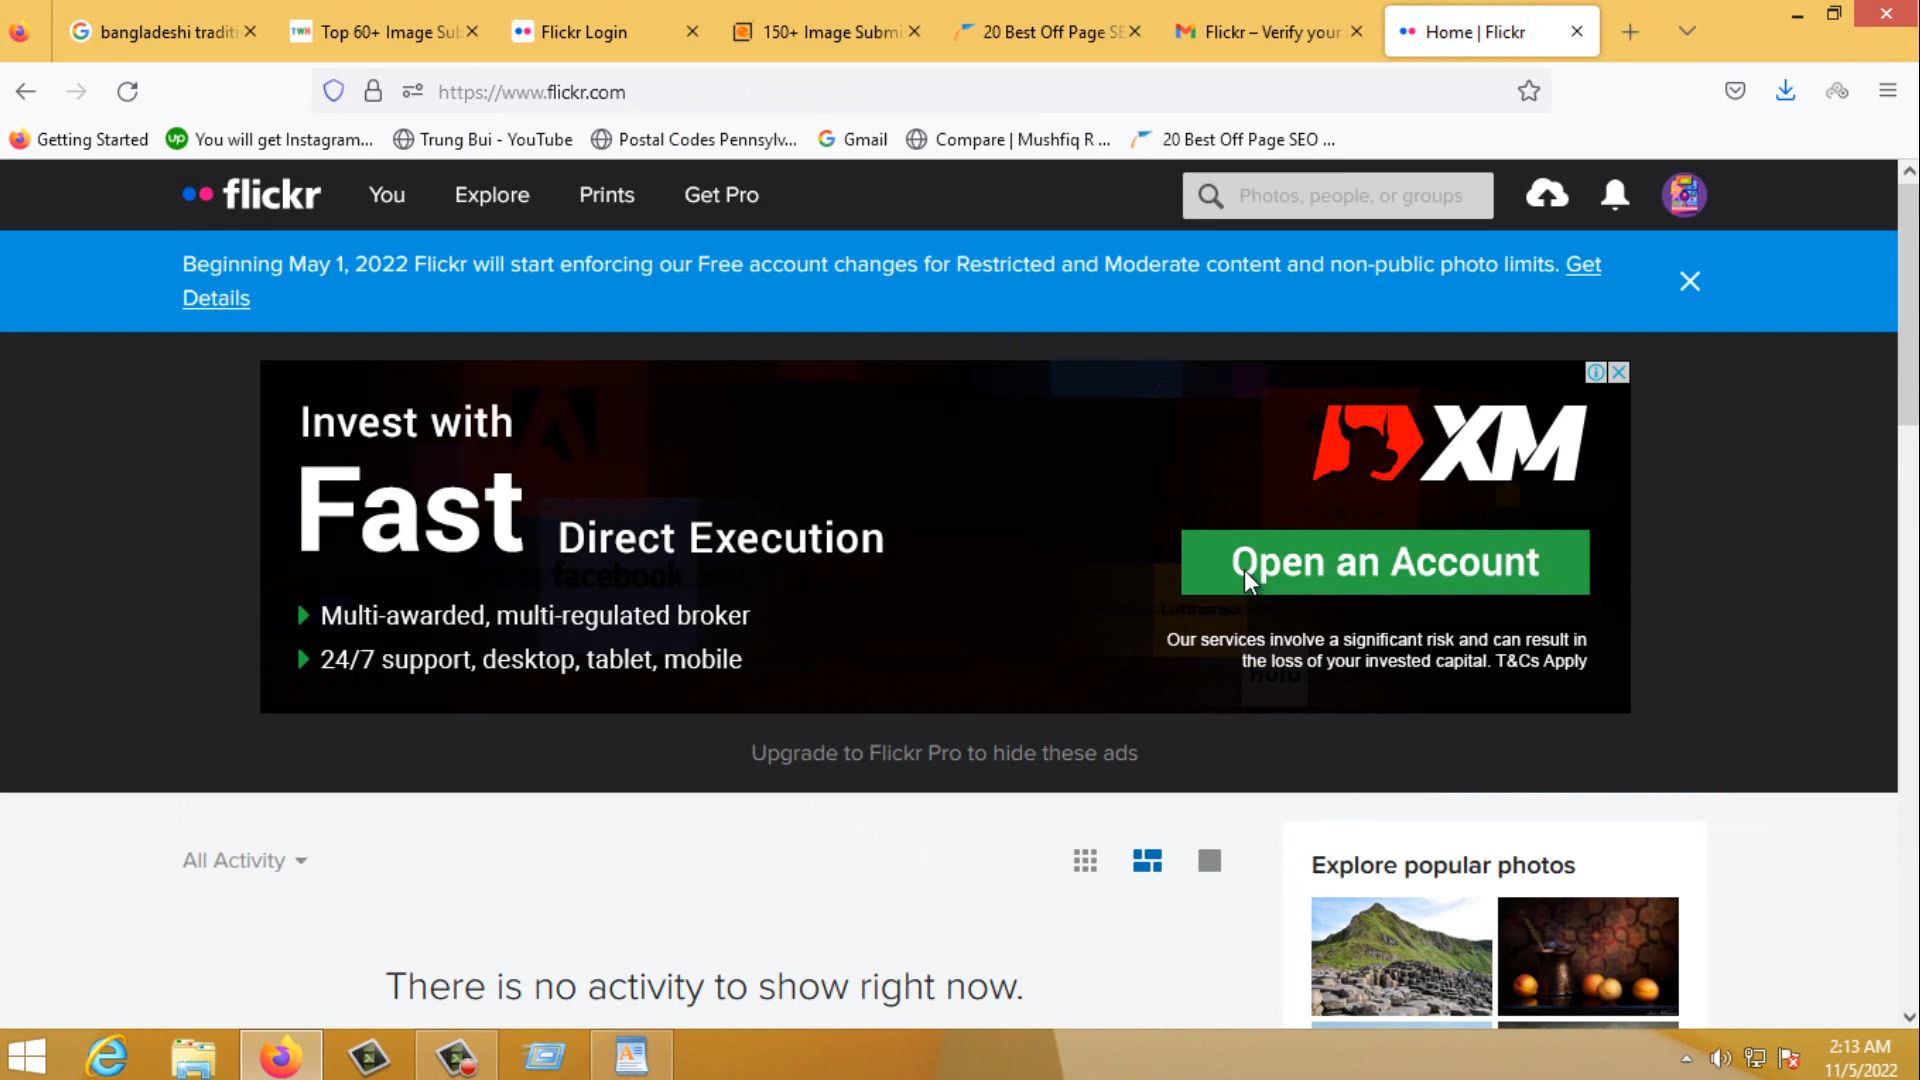 bangladeshi traditi
TWH Top 60+ Image Sub
Flickr Login
150+ Image Submi
20 Best Off Page SE
Flickr – Verify your
Home | Flickr
https://www.flickr.com
Getting Started
up You will get Instagram...
Trung Bui - YouTube
Postal Codes Pennsylv...
Gmail
Compare | Mushfiq R ...
20 Best Off Page SEO ...
flickr
You
Explore
Prints
Get Pro
Photos, people, or groups
Beginning May 1, 2022 Flickr will start enforcing our Free account changes for Restricted and Moderate content and non-public photo limits. Get
Details
Invest with
Fast Direct Execution
facebook
Multi-awarded, multi-regulated broker
24/7 support, desktop, tablet, mobile
XM
Open an Account
Lufthansa
Our services involve a significant risk and can result in
the loss of your invested capital. T&Cs Apply
Upgrade to Flickr Pro to hide these ads
All Activity
There is no activity to show right now.
Explore popular photos
2:13 AM
11/5/2022